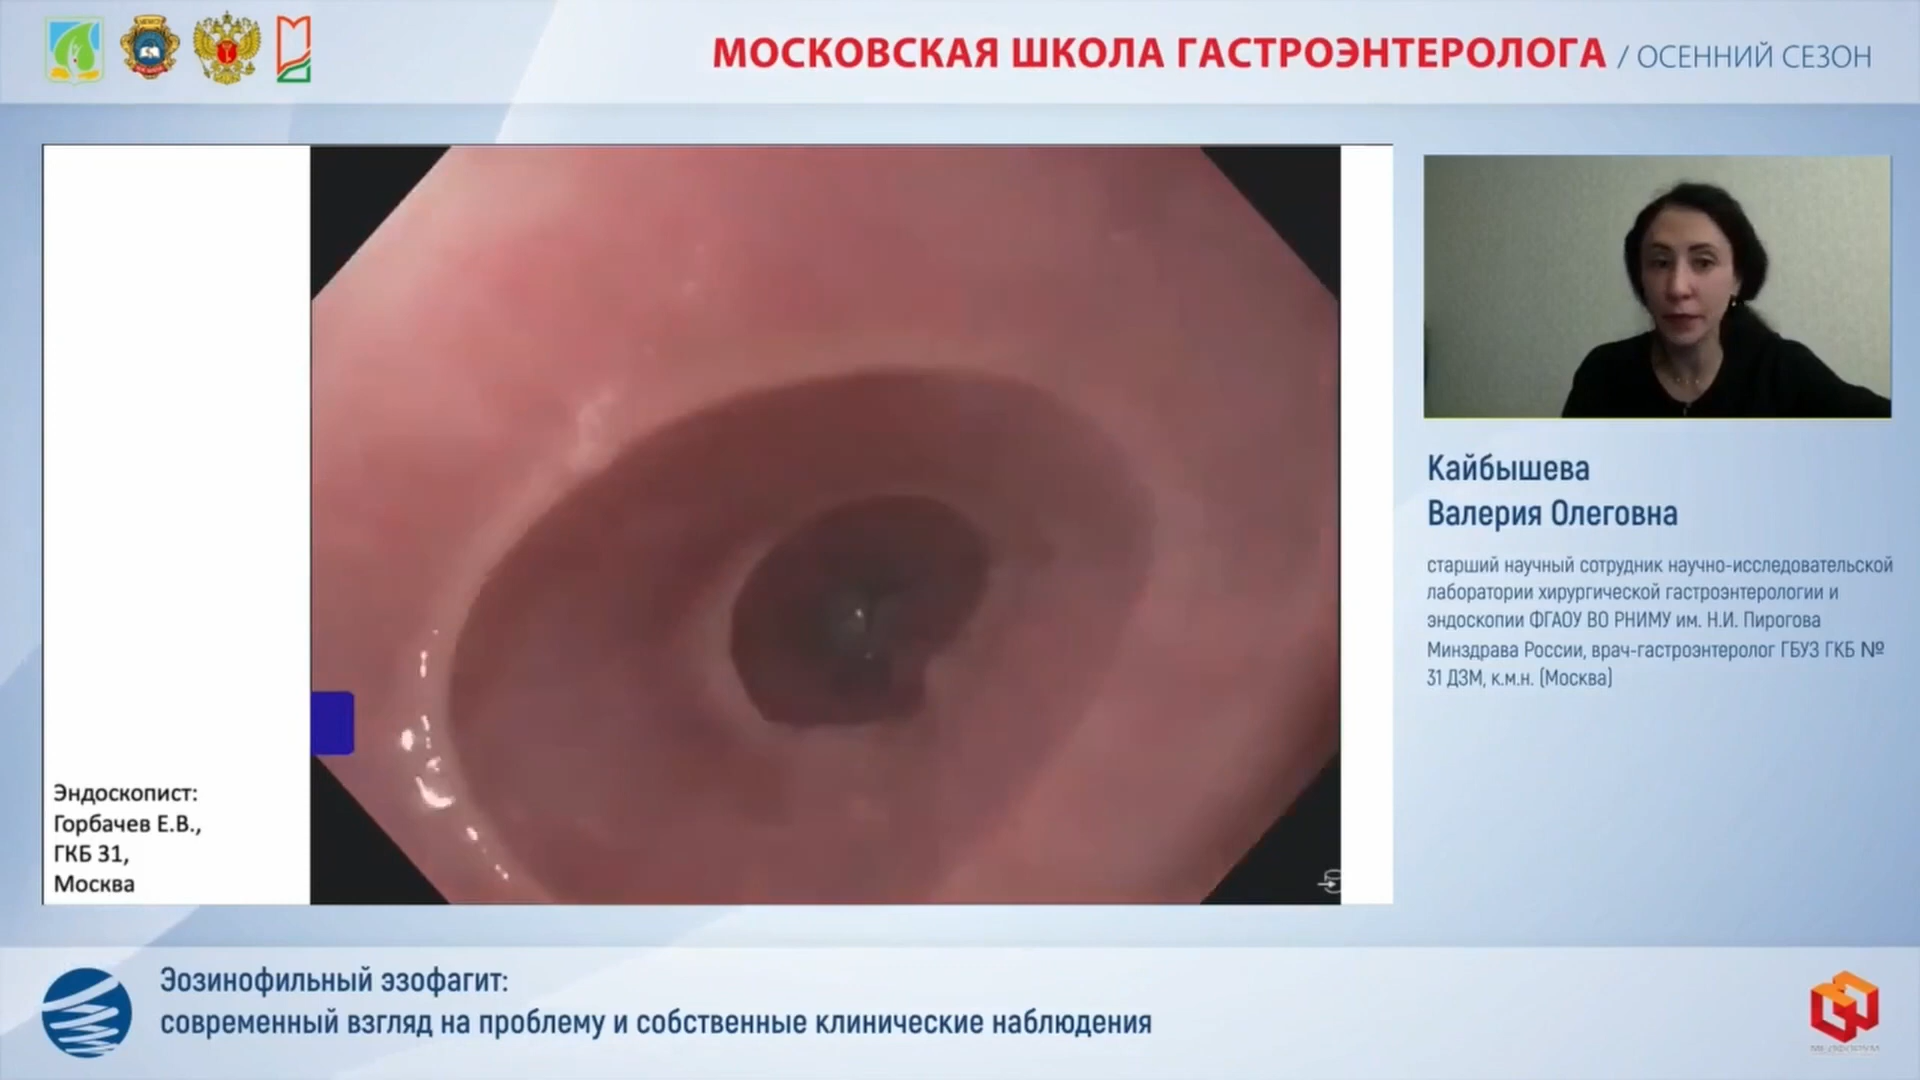 МОСКОВСКАЯ ШКОЛА ГАСТРОЭНТЕРОЛОГА / ОСЕННИЙ СЕЗОН
Эндоскопист:
Горбачев Е.В.,
ГКБ 31,
Москва
Кайбышева
Валерия Олеговна
старший научный сотрудник научно-исследовательской
лаборатории хирургической гастроэнтерологии и
эндоскопии ФГАОУ ВО РНИМУ им. Н.И. Пирогова
Минздрава России, врач-гастроэнтеролог ГБУЗ ГКБ №
31 ДЗМ, к.м.н. (Москва)
Эозинофильный эзофагит:
современный взгляд на проблему и собственные клинические наблюдения